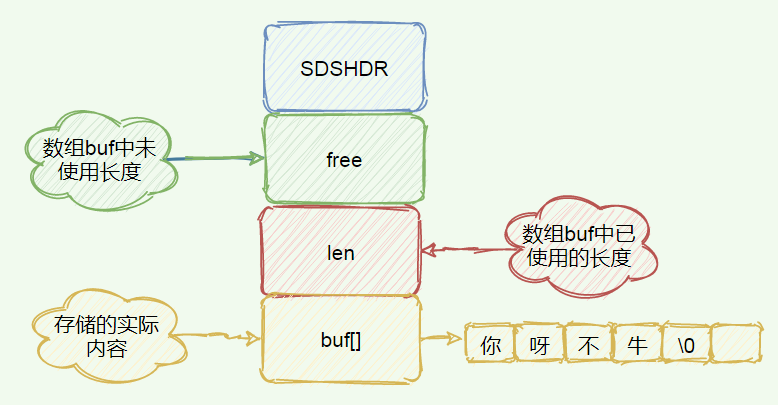 SDSHDR
数组buf中未
使用长度
free
len
数组buf中已
使用的长度
存储的实际
内容
buf[]
你 呀 不 牛 \0